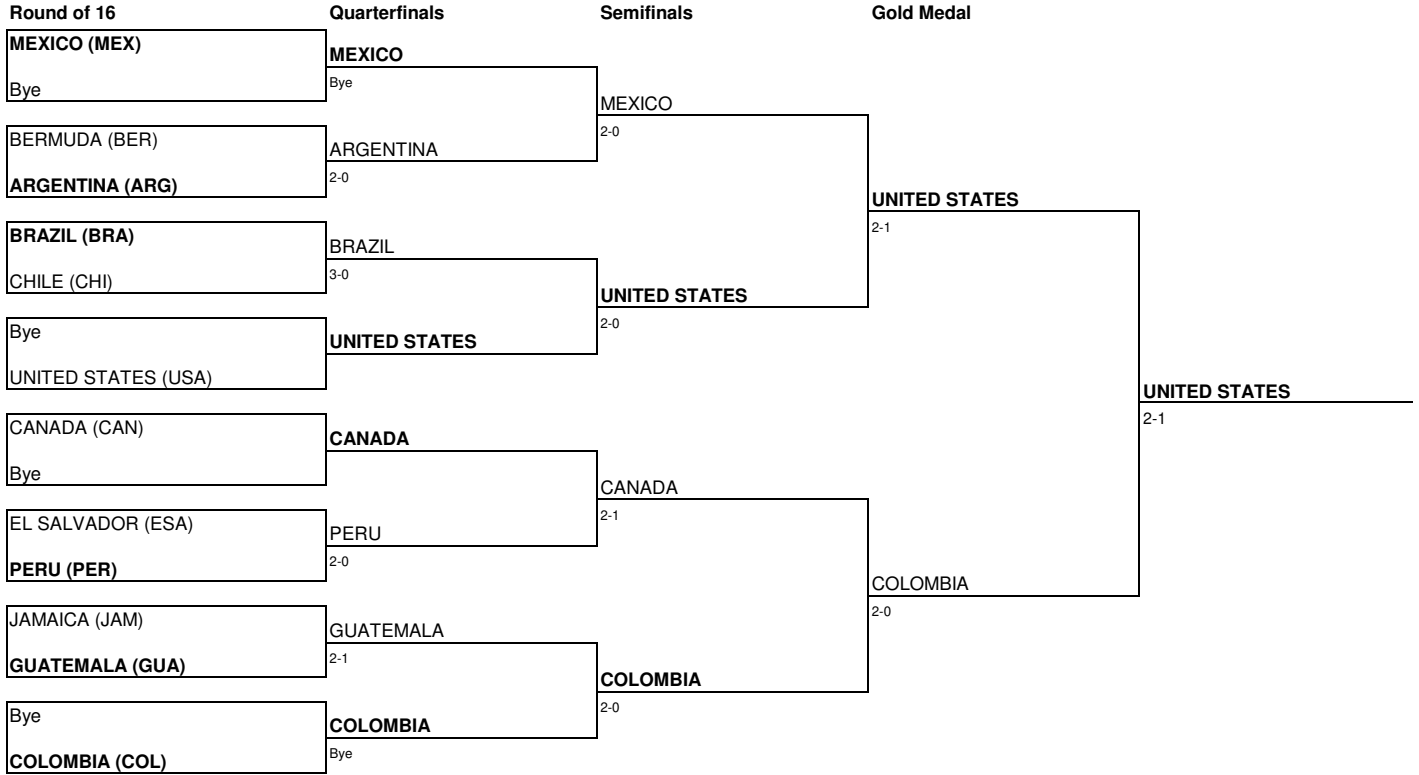 Round of 16
Quarterfinals
Semifinals
Gold Medal
MEXICO (MEX)
Bye
BERMUDA (BER)
ARGENTINA (ARG)
BRAZIL (BRA)
CHILE (CHI)
Bye
UNITED STATES (USA)
CANADA (CAN)
Bye
EL SALVADOR (ESA)
PERU (PER)
JAMAICA (JAM)
GUATEMALA (GUA)
Bye
COLOMBIA (COL)
MEXICO
Bye
ARGENTINA
2-0
BRAZIL
3-0
UNITED STATES
CANADA
PERU
2-0
GUATEMALA
2-1
COLOMBIA
Bye
MEXICO
2-0
UNITED STATES
2-0
CANADA
2-1
COLOMBIA
2-0
UNITED STATES
2-1
COLOMBIA
2-0
UNITED STATES
2-1